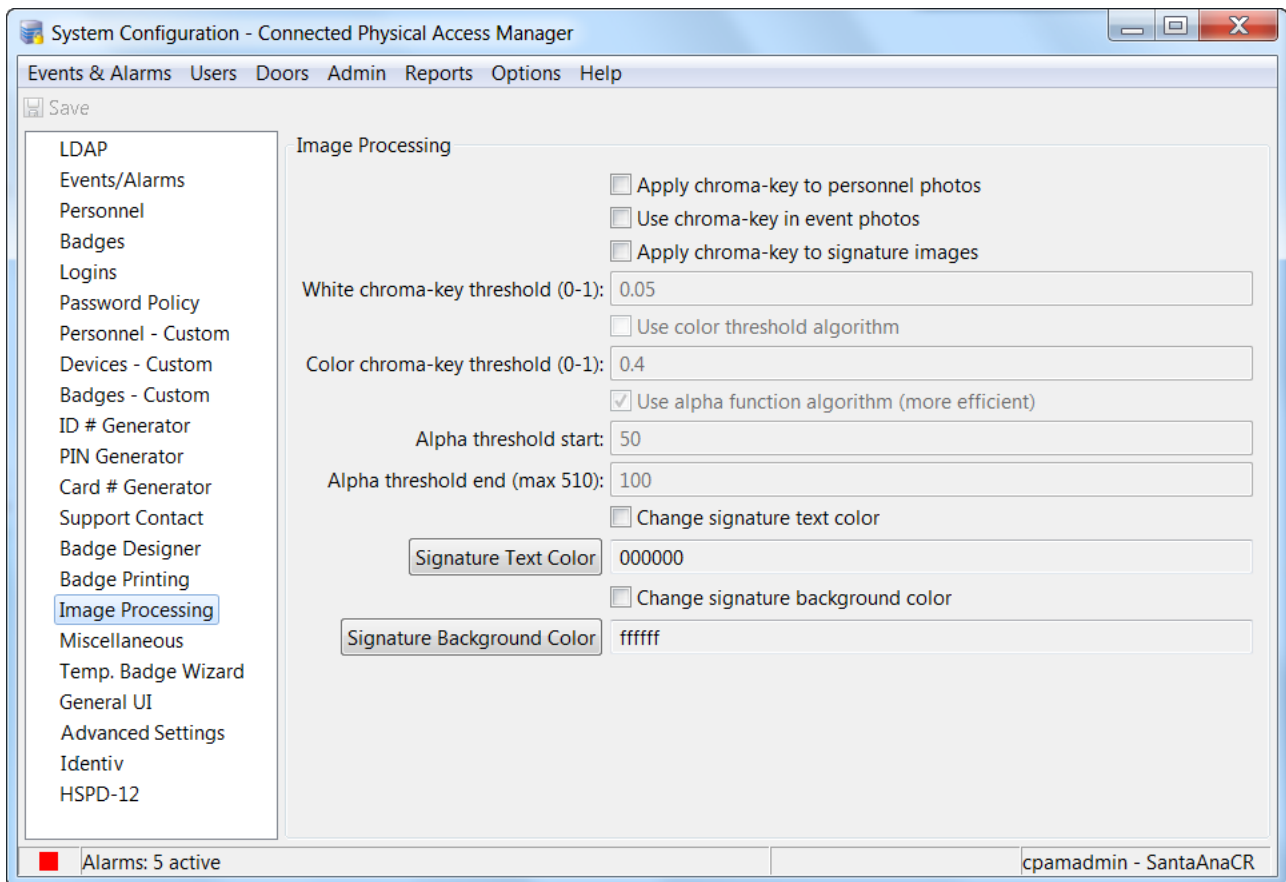 System Configuration - Connected Physical Access Manager
Events & Alarms Users Doors Admin Reports Options Help
Save
LDAP
Events/Alarms
Personnel
Badges
Logins
Password Policy
Personnel - Custom
Devices - Custom
Badges - Custom
ID # Generator
PIN Generator
Card # Generator
Support Contact
Badge Designer
Badge Printing
Image Processing
Miscellaneous
Temp. Badge Wizard
General UI
Advanced Settings
Identiv
HSPD-12
Image Processing
Apply chroma-key to personnel photos
Use chroma-key in event photos
Apply chroma-key to signature images
White chroma-key threshold (0-1): 0.05
Use color threshold algorithm
Color chroma-key threshold (0-1): 0.4
Use alpha function algorithm (more efficient)
Alpha threshold start: 50
Alpha threshold end (max 510): 100
Change signature text color
Signature Text Color 000000
Change signature background color
Signature Background Color ffffff
Alarms: 5 active cpamadmin - SantaAnaCR